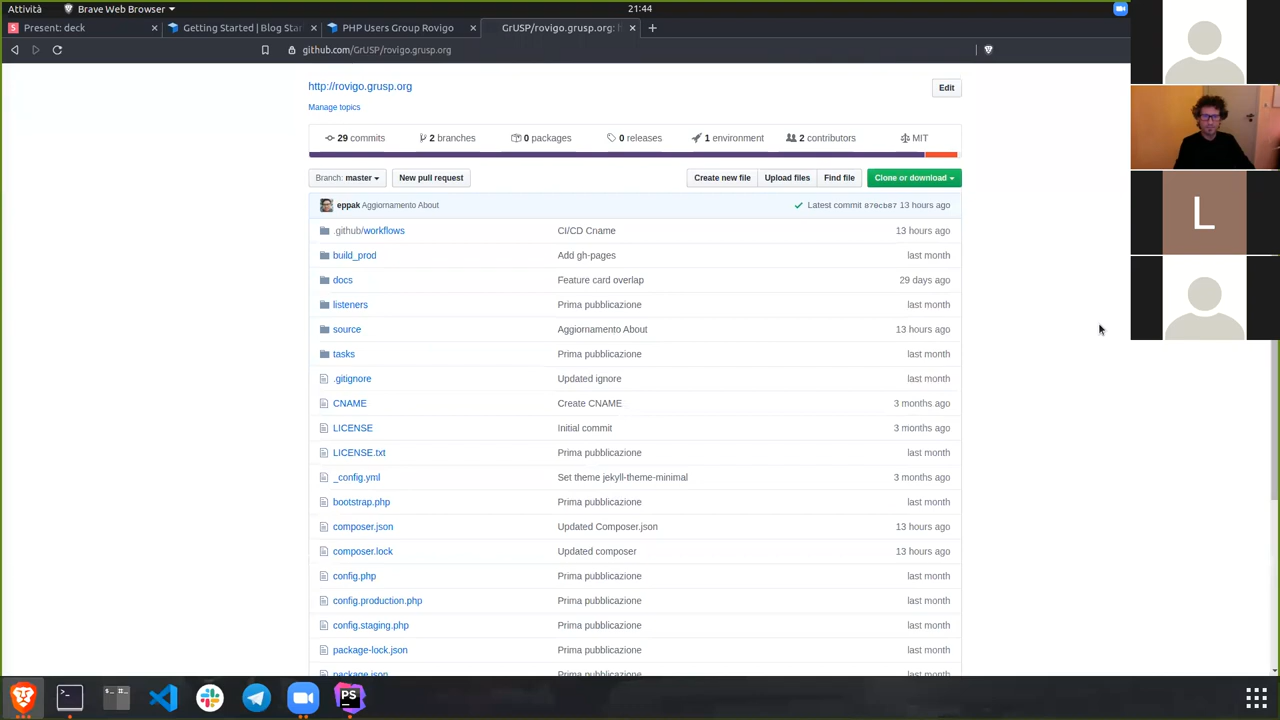 Attività
Brave Web Browser
21:44
Present: deck
Getting Started | Blog Star
PHP Users Group Rovigo
GrUSP/rovigo.grusp.org: h
github.com/GrUSP/rovigo.grusp.org
http://rovigo.grusp.org
Edit
Manage topics
29 commits
2 branches
0 packages
0 releases
1 environment
2 contributors
MIT
Branch: master
New pull request
Create new file
Upload files
Find file
Clone or download
eppak Aggiornamento About
Latest commit 870cb87 13 hours ago
.github/workflows
CI/CD Cname
13 hours ago
build_prod
Add gh-pages
last month
docs
Feature card overlap
29 days ago
listeners
Prima pubblicazione
last month
source
Aggiornamento About
13 hours ago
tasks
Prima pubblicazione
last month
.gitignore
Updated ignore
last month
CNAME
Create CNAME
3 months ago
LICENSE
Initial commit
3 months ago
LICENSE.txt
Prima pubblicazione
last month
_config.yml
Set theme jekyll-theme-minimal
3 months ago
bootstrap.php
Prima pubblicazione
last month
composer.json
Updated Composer.json
13 hours ago
composer.lock
Updated composer
13 hours ago
config.php
Prima pubblicazione
last month
config.production.php
Prima pubblicazione
last month
config.staging.php
Prima pubblicazione
last month
package-lock.json
Prima pubblicazione
last month
package.json
Prima pubblicazione
last month
L
PS